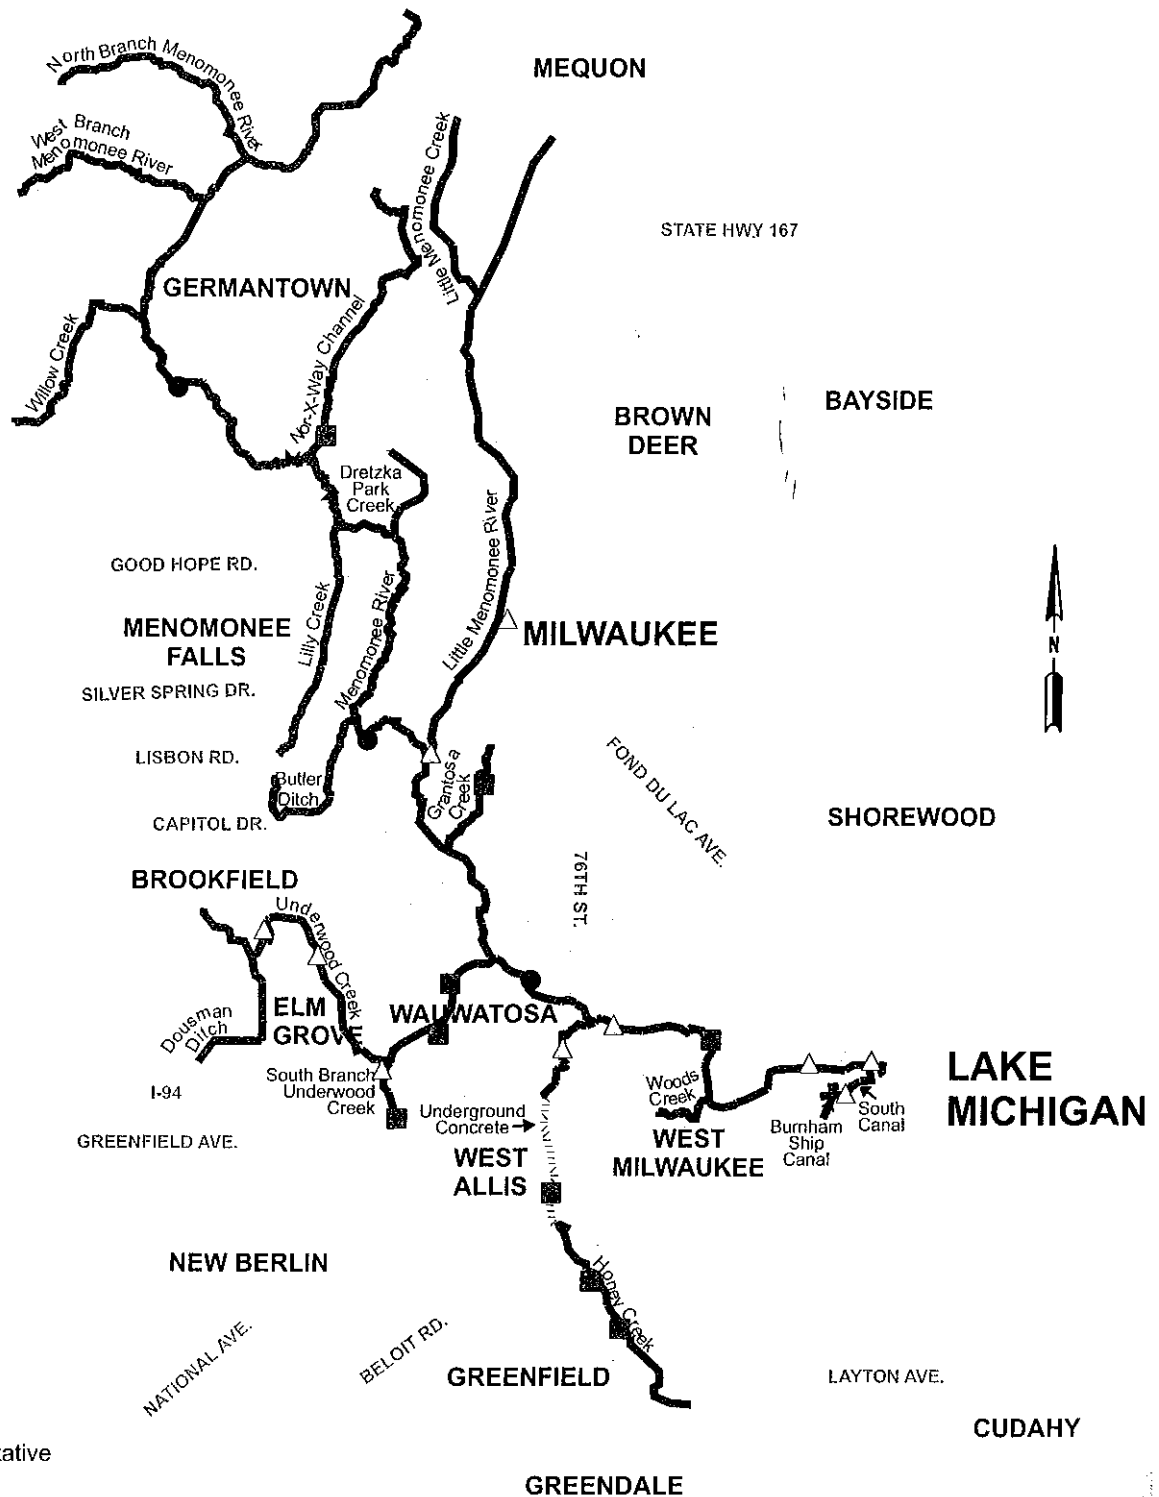 North Branch Menomonee River
MEQUON
West Branch
Menomonee River
Little Menomonee Creek
STATE HWY 167
GERMANTOWN
Willow Creek
Nor-X-Way Channel
BAYSIDE
BROWN
DEER
Dretzka
Park
Creek
Little Menomonee River
GOOD HOPE RD.
Lilly Creek
Menomonee River
MENOMONEE
FALLS
MILWAUKEE
N
SILVER SPRING DR.
LISBON RD.
Butler
Ditch
Grantosa
Creek
FOND DU LAC AVE.
CAPITOL DR.
SHOREWOOD
76TH ST.
BROOKFIELD
Underwood Creek
Dousman
Ditch
ELM
GROVE
WAUWATOSA
South Branch
Underwood
Creek
I-94
Underground
Concrete
Woods
Creek
LAKE
MICHIGAN
South
Canal
Burnham
Ship
Canal
GREENFIELD AVE.
WEST
MILWAUKEE
WEST
ALLIS
NEW BERLIN
Honey Creek
NATIONAL AVE.
BELOIT RD.
GREENFIELD
LAYTON AVE.
CUDAHY
tative
GREENDALE